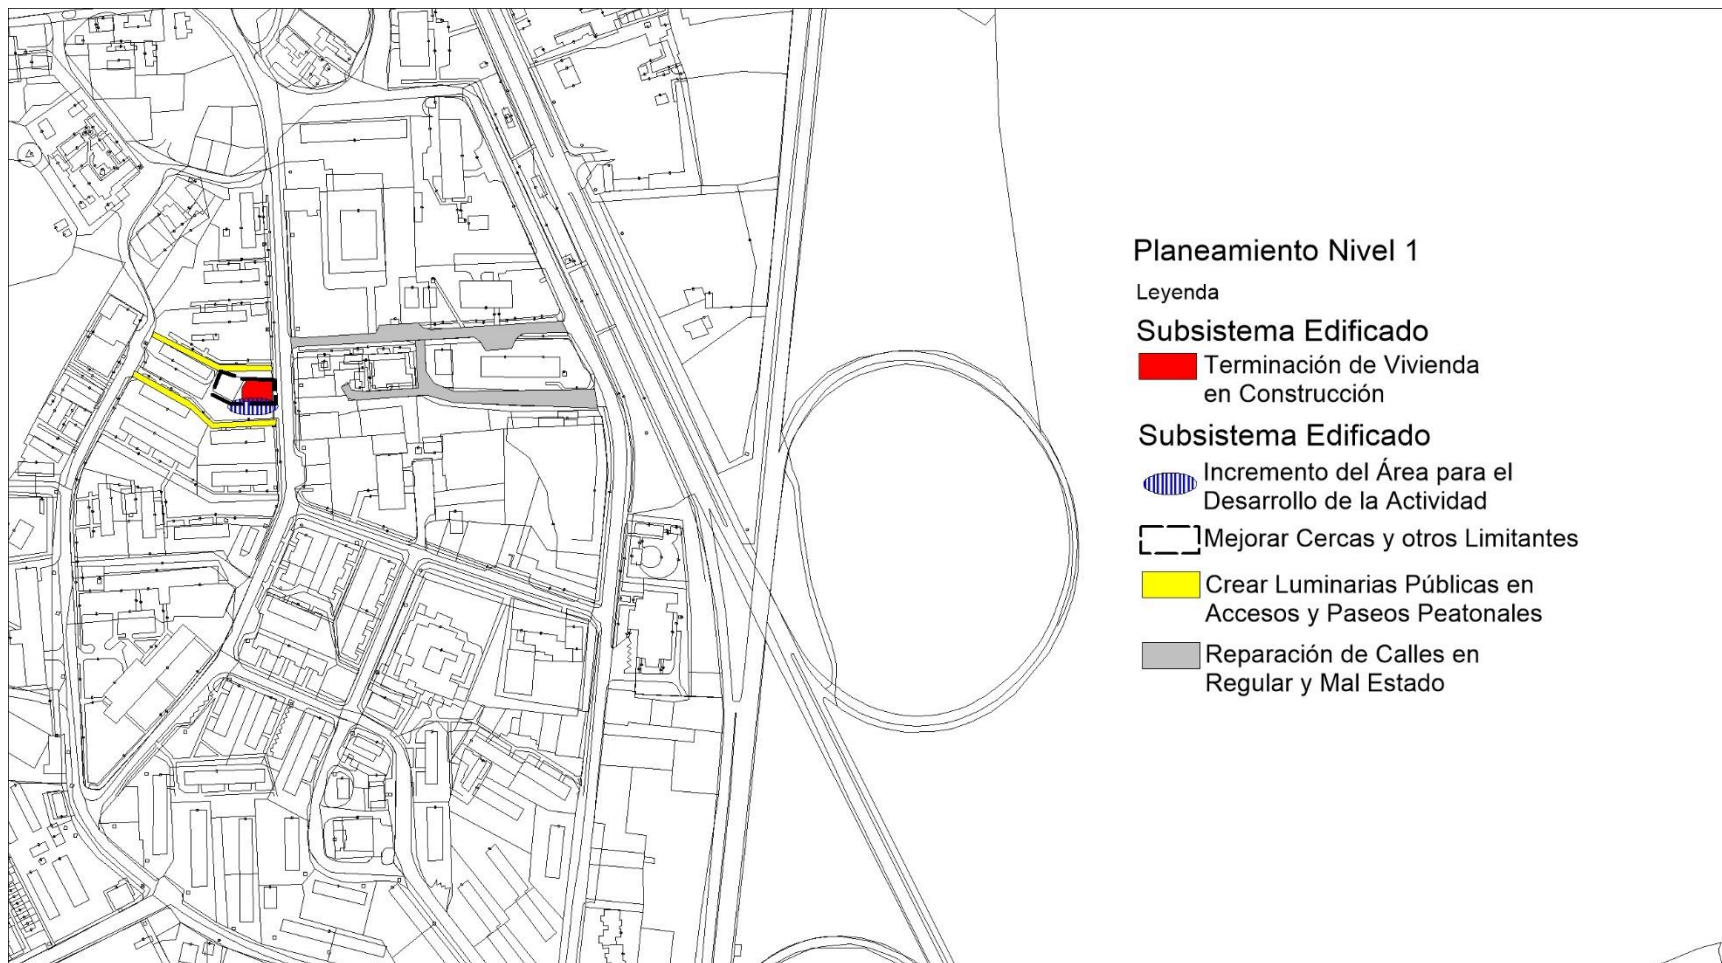 Planeamiento Nivel 1
Leyenda
Subsistema Edificado
Terminación de Vivienda
en Construcción
Subsistema Edificado
Incremento del Área para el
Desarrollo de la Actividad
Mejorar Cercas y otros Limitantes
Crear Luminarias Públicas en
Accesos y Paseos Peatonales
Reparación de Calles en
Regular y Mal Estado